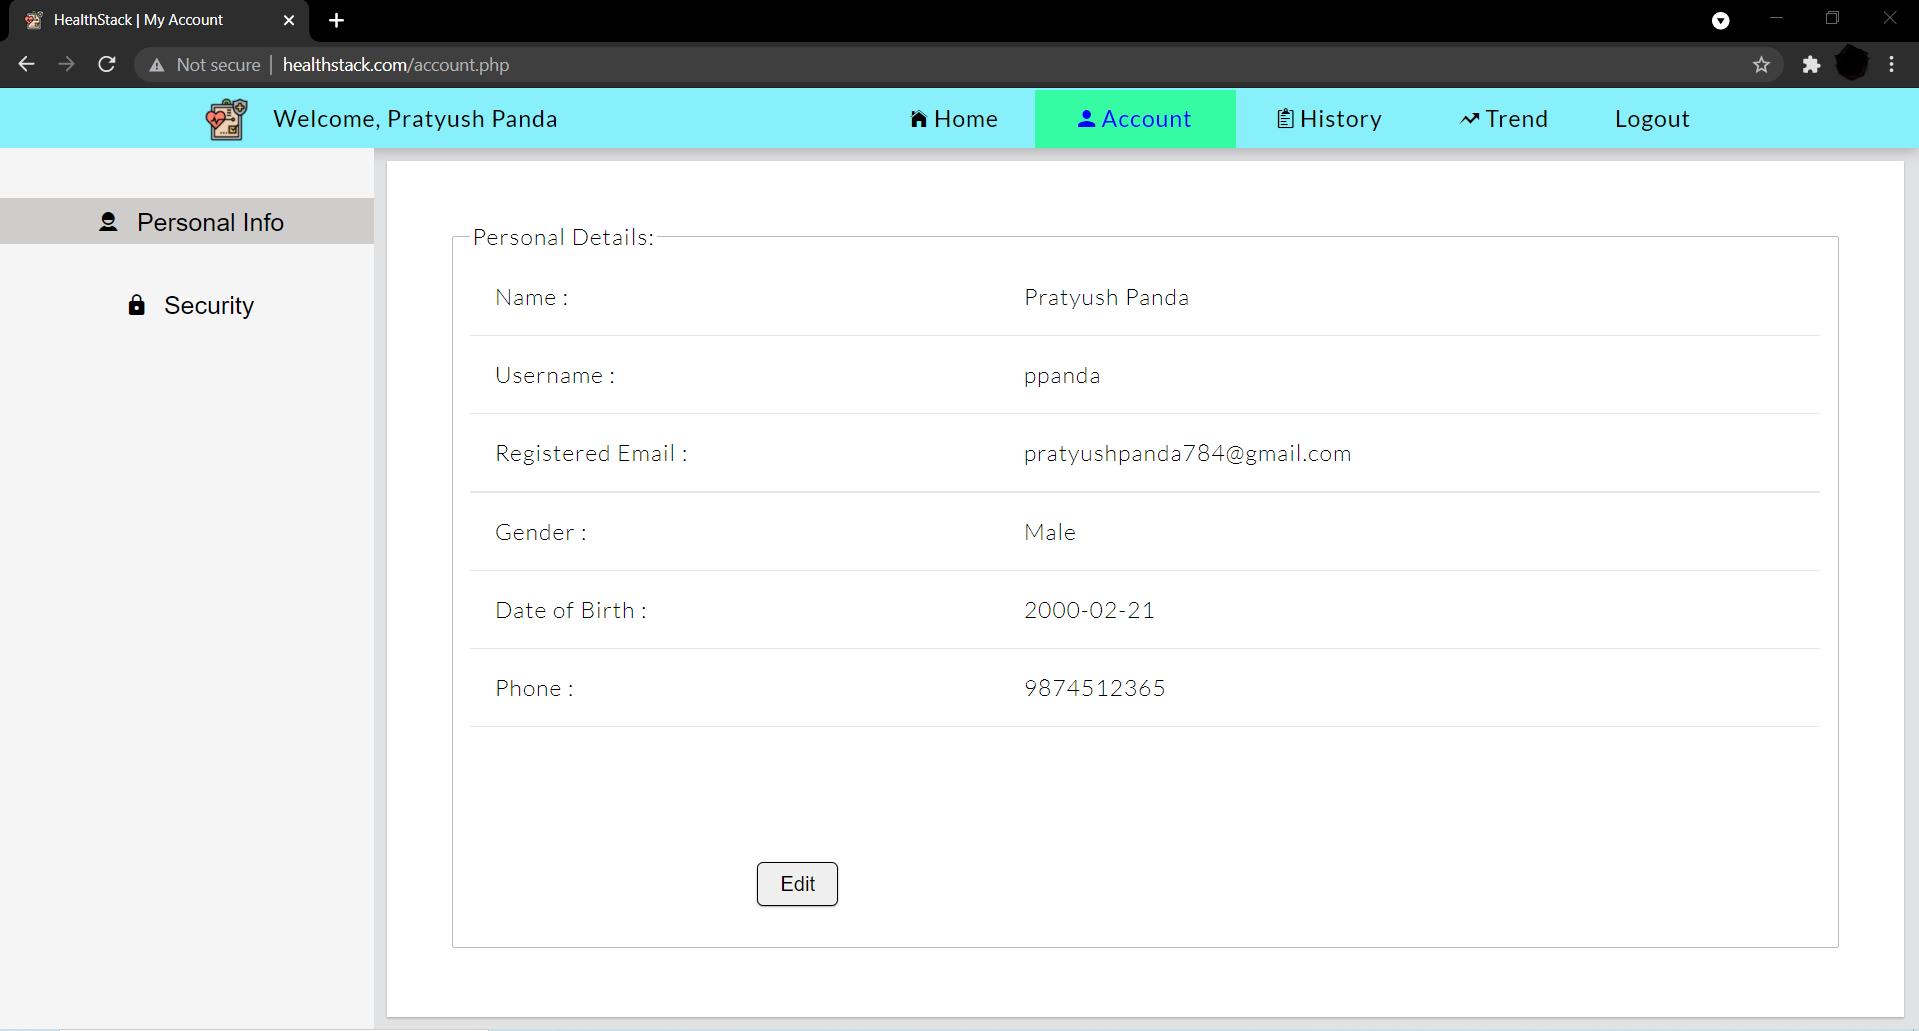 HealthStack | My Account
Not secure | healthstack.com/account.php
Welcome, Pratyush Panda Home Account History Trend Logout
Personal Info
Security
Personal Details:
Name : Pratyush Panda
Username : ppanda
Registered Email : pratyushpanda784@gmail.com
Gender : Male
Date of Birth : 2000-02-21
Phone : 9874512365
Edit